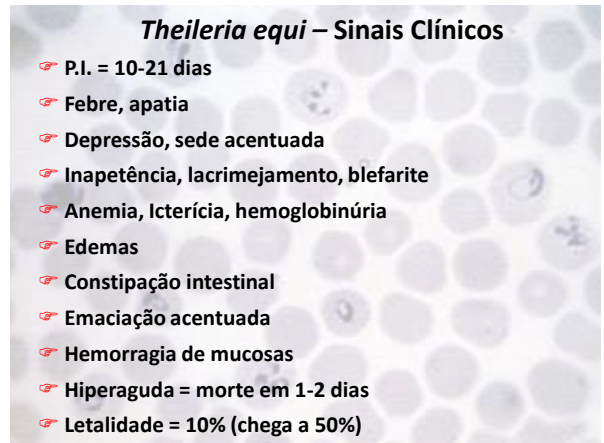 Theileria equi – Sinais Clínicos
☞ P.I. = 10-21 dias
☞ Febre, apatia
☞ Depressão, sede acentuada
☞ Inapetência, lacrimejamento, blefarite
☞ Anemia, Icterícia, hemoglobinúria
☞ Edemas
☞ Constipação intestinal
☞ Emaciação acentuada
☞ Hemorragia de mucosas
☞ Hiperaguda = morte em 1-2 dias
☞ Letalidade = 10% (chega a 50%)